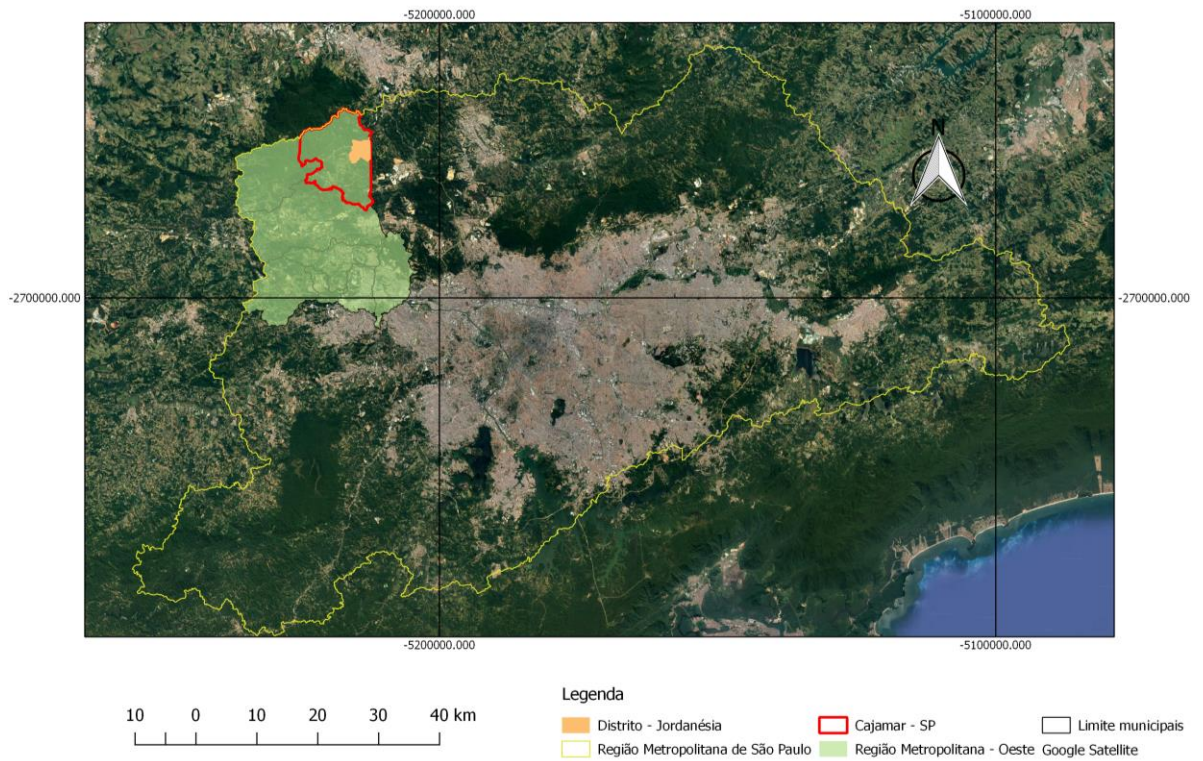 -5200000.000 -5100000.000
N
-2700000.000 -2700000.000
-5200000.000 -5100000.000
Legenda
10 0 10 20 30 40 km
Distrito - Jordanésia Cajamar - SP Limite municipais
Região Metropolitana de São Paulo Região Metropolitana - Oeste Google Satellite